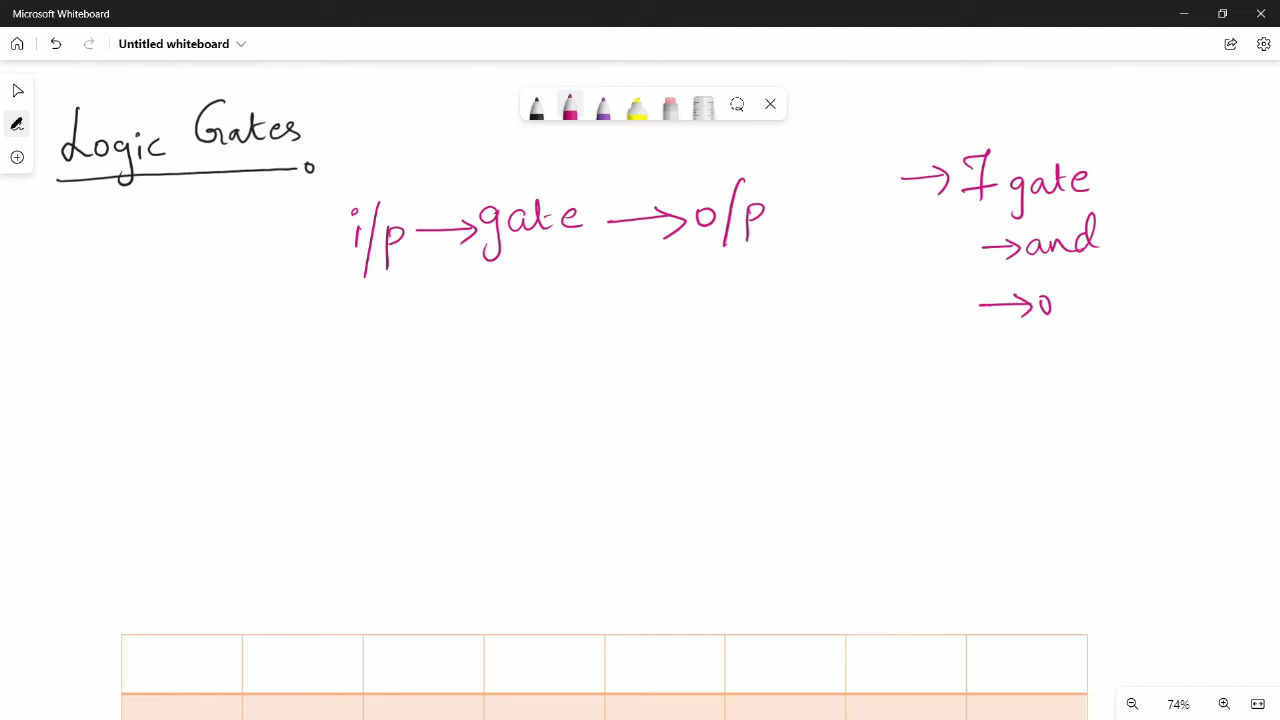 Microsoft Whiteboard
Untitled whiteboard
Logic Gates
i/p → gate → o/p
→ 7 gate
→ and
→ o
74%